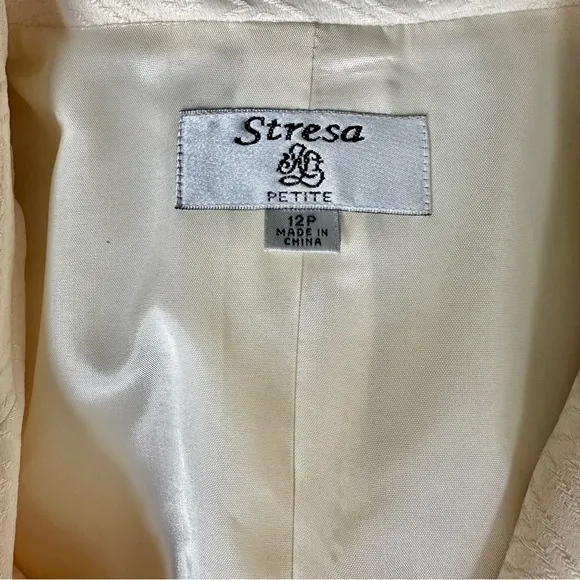 Stresa
PETITE
12P
MADE IN
CHINA